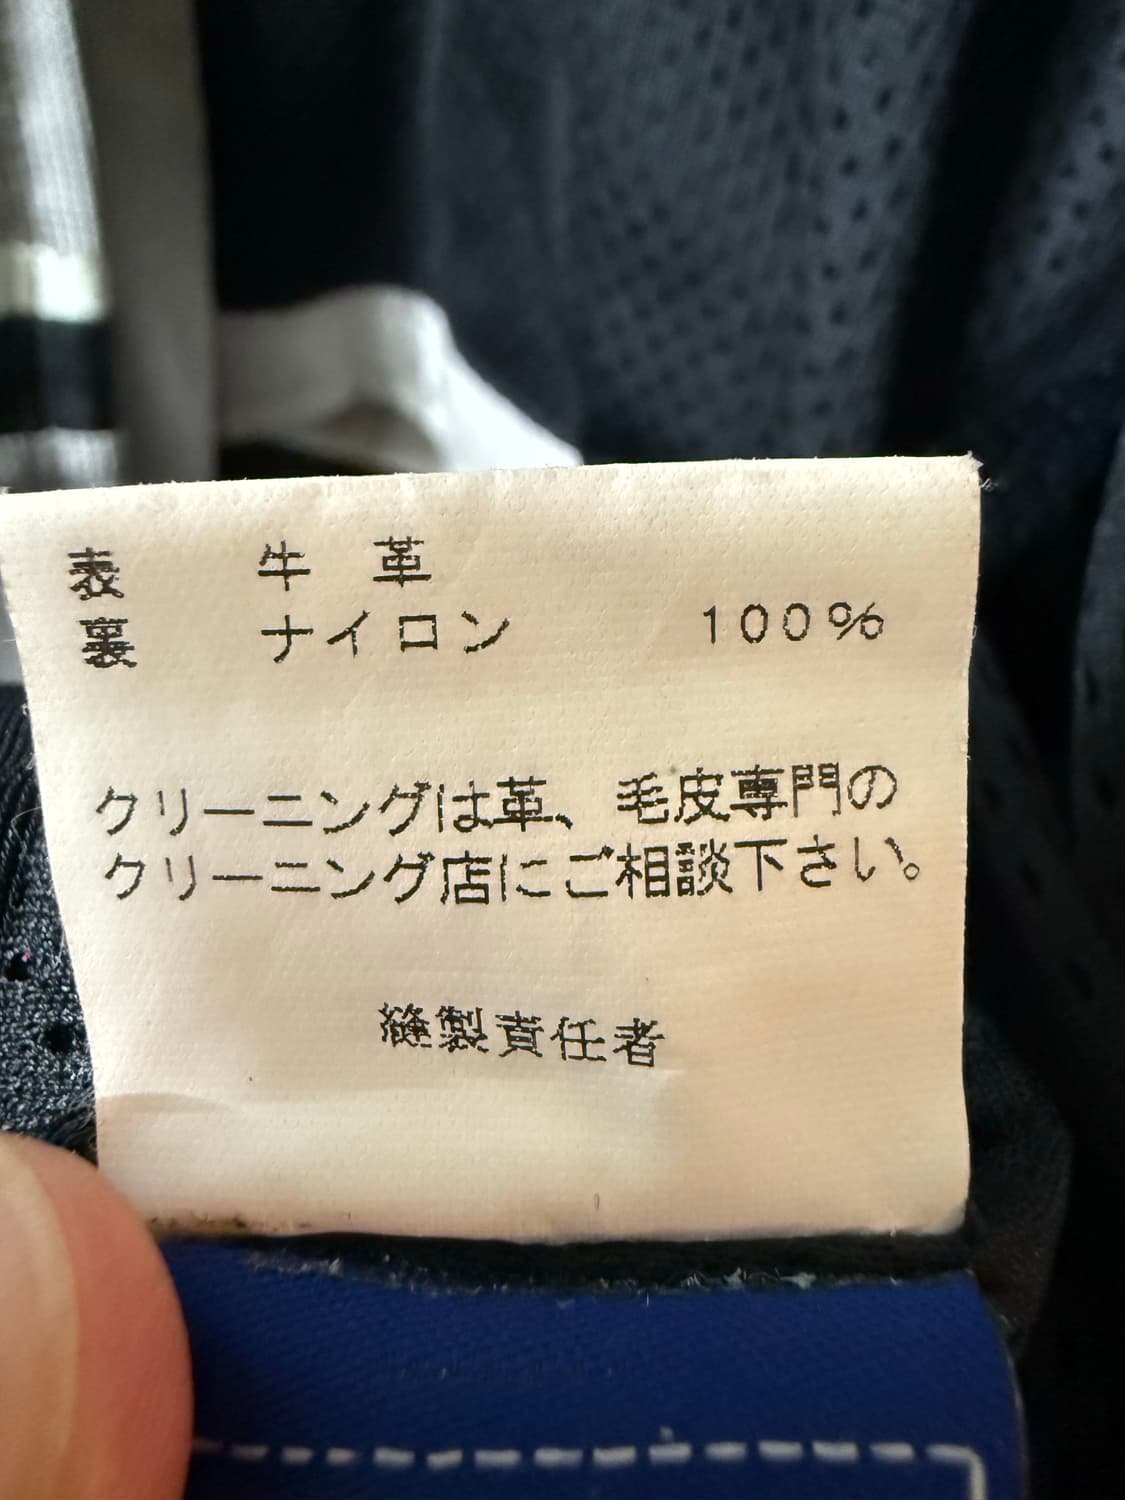 表　牛　革
裏　ナイロン　100%
クリーニングは革、毛皮専門の
クリーニング店にご相談下さい。
縫製責任者